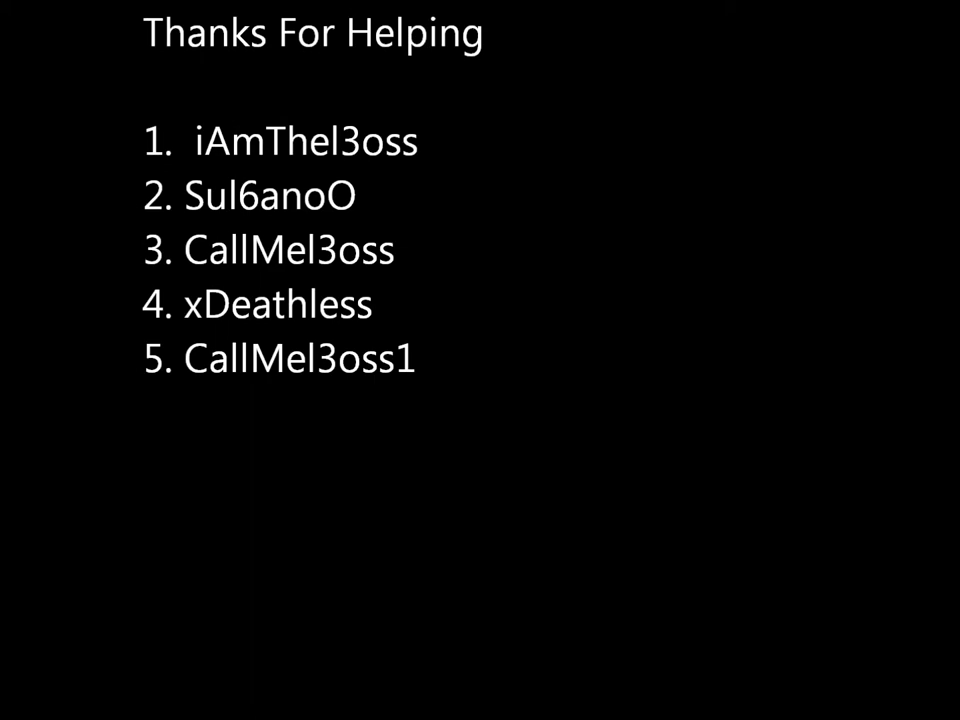 Thanks For Helping
1.  iAmThel3oss
2. Sul6anoO
3. CallMel3oss
4. xDeathless
5. CallMel3oss1